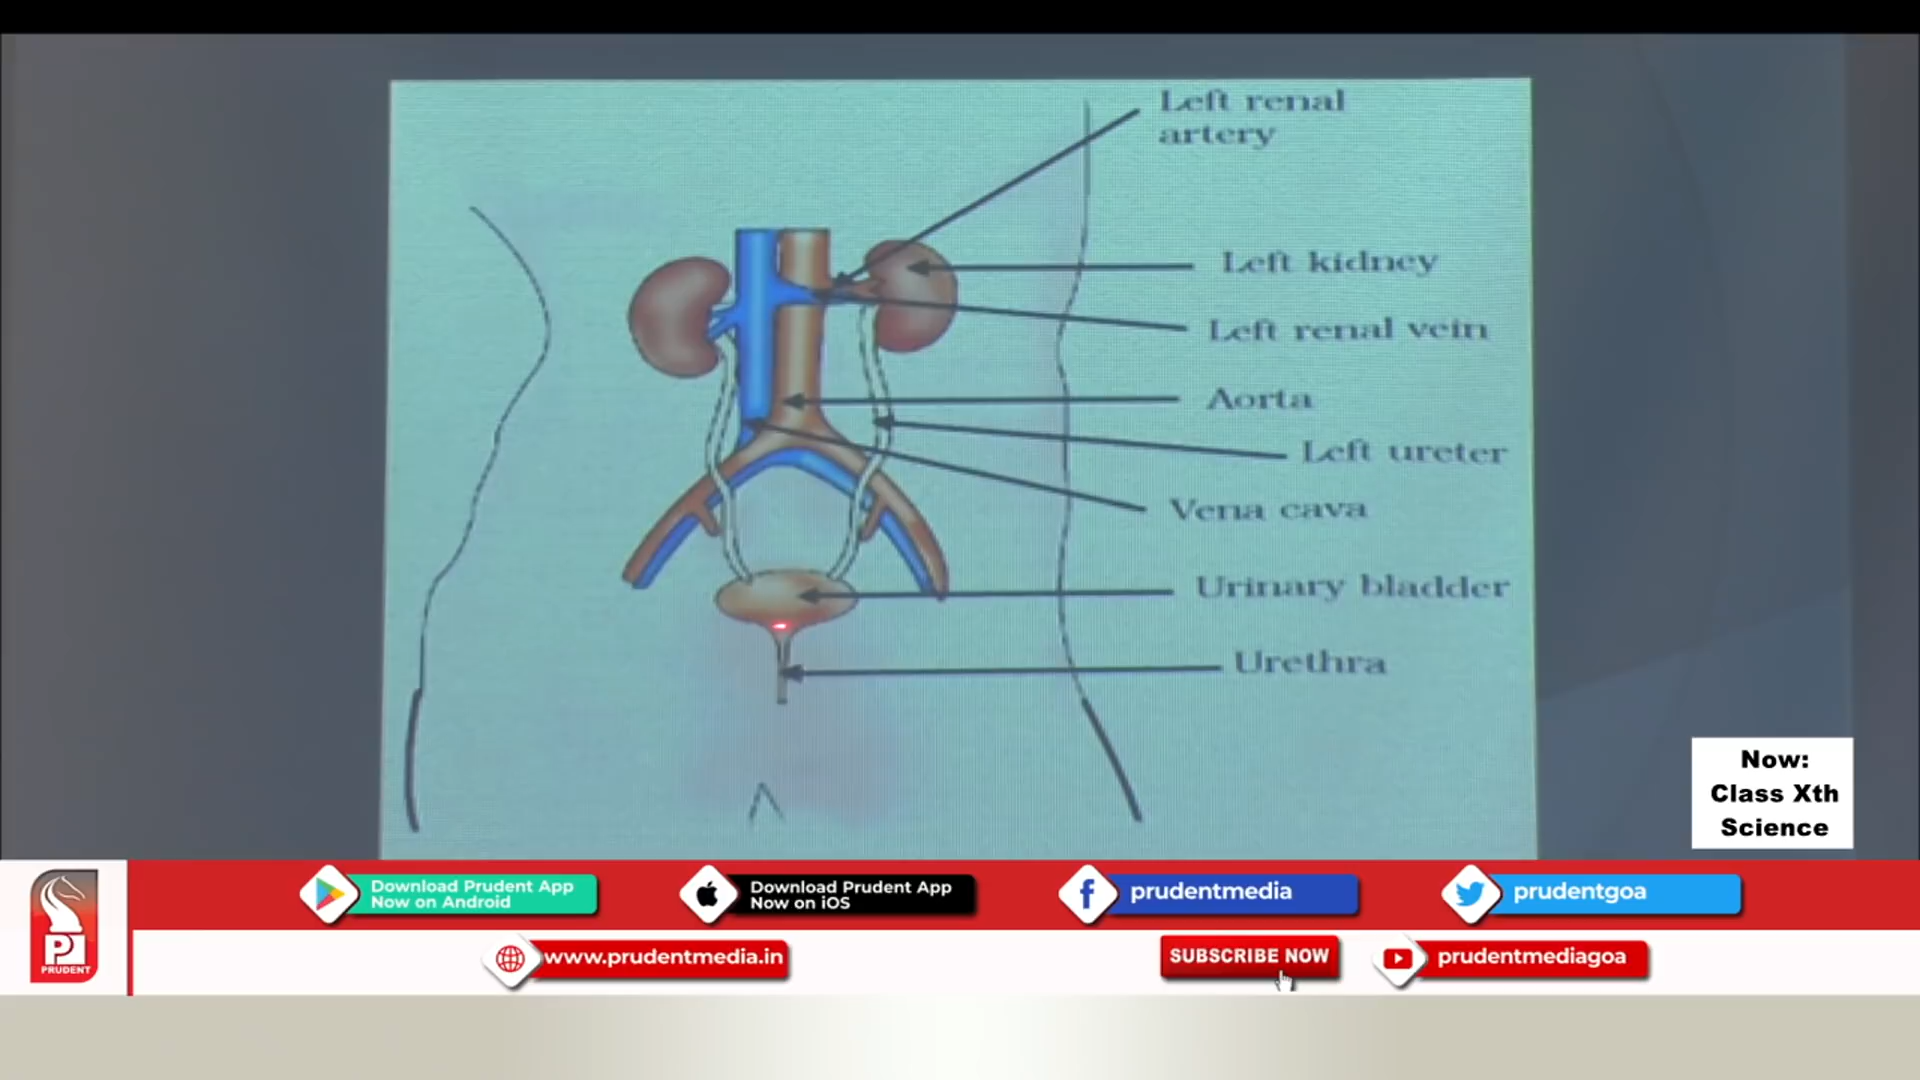 Left renal
artery
Left kidney
Left renal vein
Aorta
Left ureter
Vena cava
Urinary bladder
Urethra
Now:
Class Xth
Science
Download Prudent App
Now on Android
Download Prudent App
Now on iOS
prudentmedia
prudentgoa
PRUDENT
www.prudentmedia.in
SUBSCRIBE NOW
prudentmediagoa